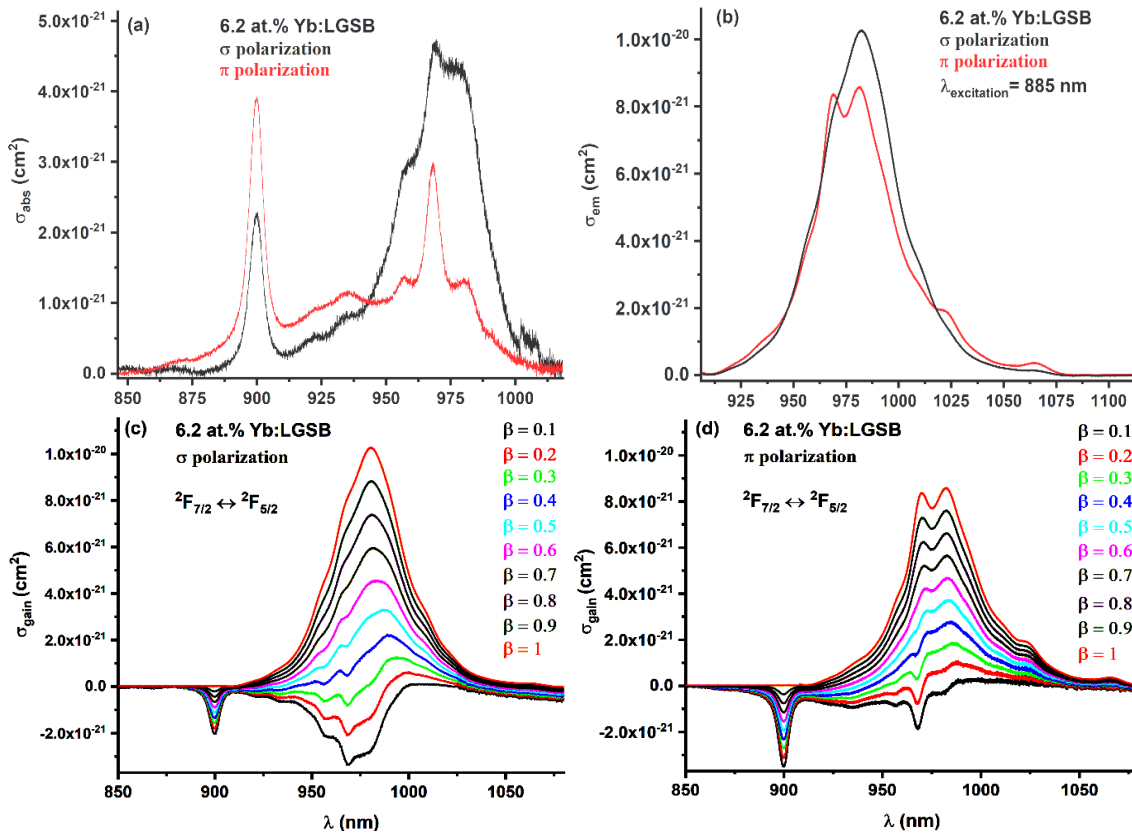 (a)
6.2 at.% Yb:LGSB
σ polarization
π polarization
5.0x10⁻²¹
4.0x10⁻²¹
3.0x10⁻²¹
2.0x10⁻²¹
1.0x10⁻²¹
0.0
σabs (cm²)
850 875 900 925 950 975 1000
(b)
6.2 at.% Yb:LGSB
σ polarization
π polarization
λexcitation= 885 nm
1.0x10⁻²⁰
8.0x10⁻²¹
6.0x10⁻²¹
4.0x10⁻²¹
2.0x10⁻²¹
0.0
σem (cm²)
925 950 975 1000 1025 1050 1075 1100
(c)
6.2 at.% Yb:LGSB
σ polarization
²F7/2 ↔ ²F5/2
β = 0.1
β = 0.2
β = 0.3
β = 0.4
β = 0.5
β = 0.6
β = 0.7
β = 0.8
β = 0.9
β = 1
1.0x10⁻²⁰
8.0x10⁻²¹
6.0x10⁻²¹
4.0x10⁻²¹
2.0x10⁻²¹
0.0
-2.0x10⁻²¹
σgain (cm²)
850 900 950 1000 1050
λ (nm)
(d)
6.2 at.% Yb:LGSB
π polarization
²F7/2 ↔ ²F5/2
β = 0.1
β = 0.2
β = 0.3
β = 0.4
β = 0.5
β = 0.6
β = 0.7
β = 0.8
β = 0.9
β = 1
1.0x10⁻²⁰
8.0x10⁻²¹
6.0x10⁻²¹
4.0x10⁻²¹
2.0x10⁻²¹
0.0
-2.0x10⁻²¹
σgain (cm²)
850 900 950 1000 1050
λ (nm)